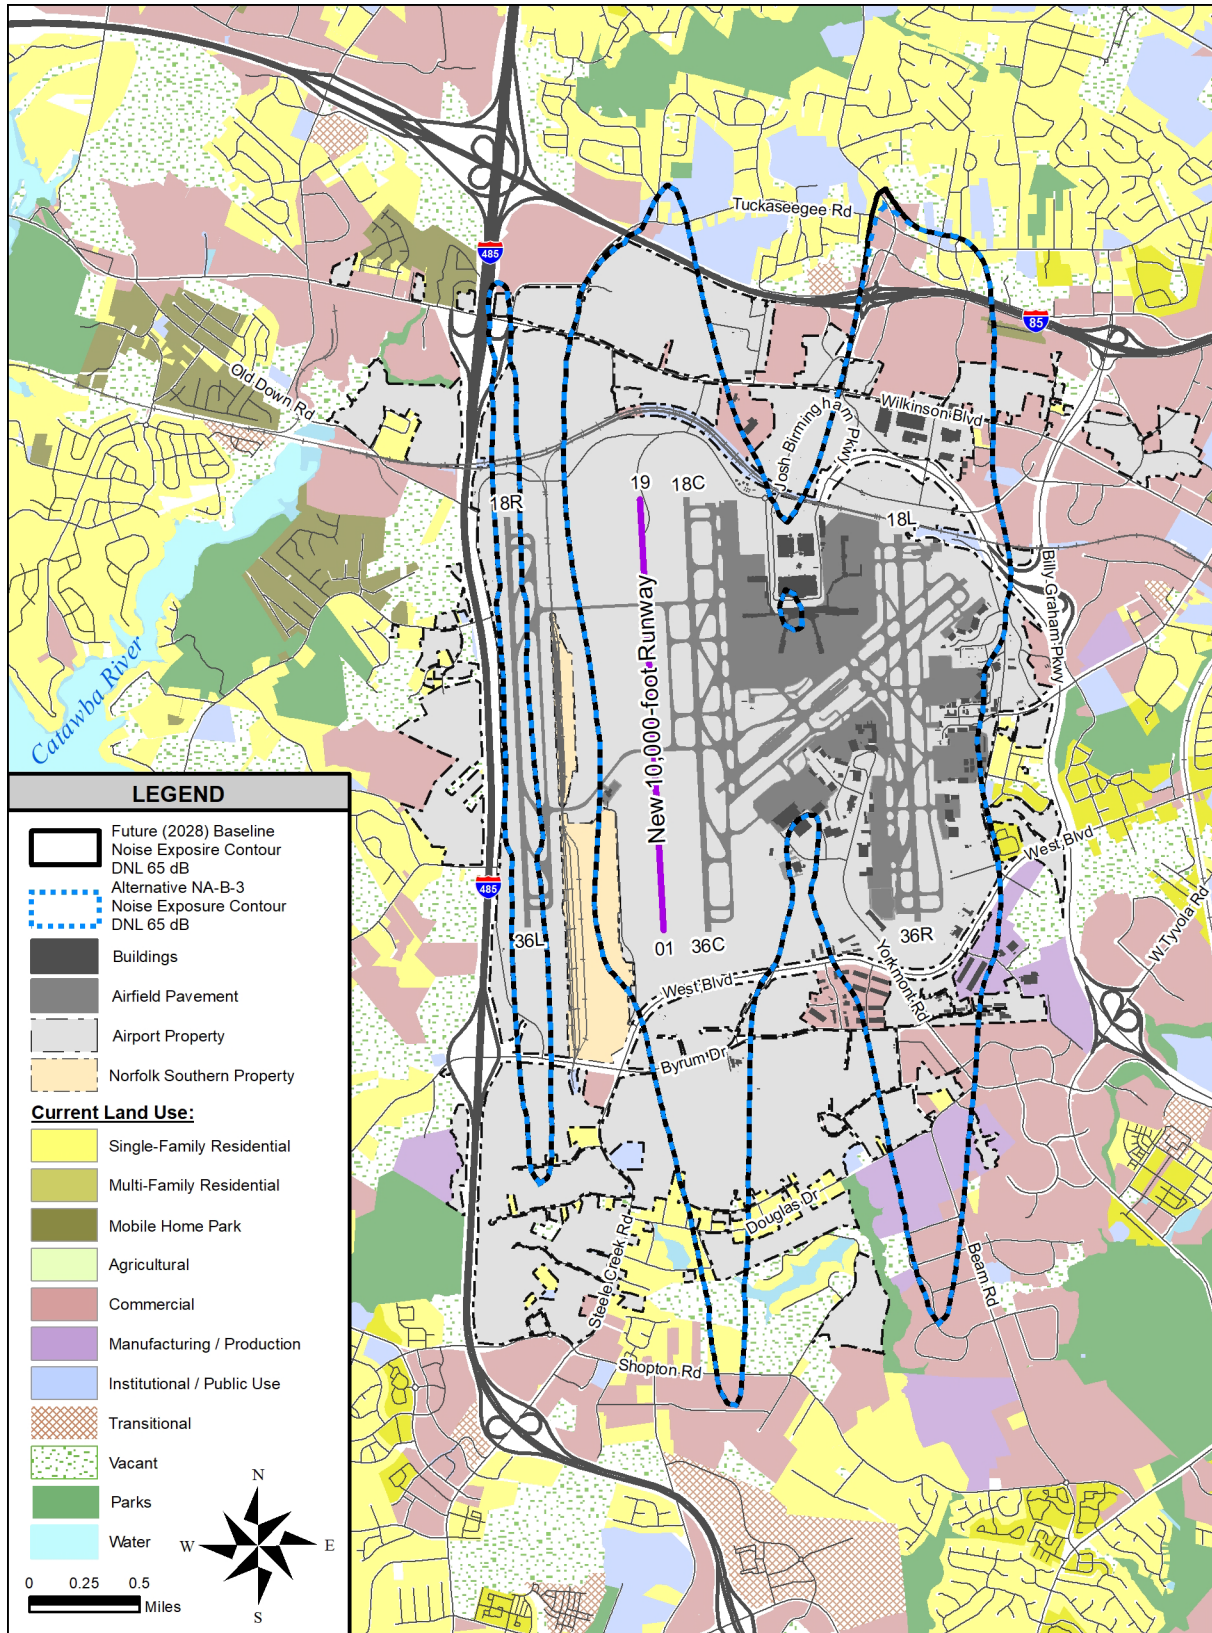 Tuckaseegee Rd
485
85
Old Down Rd
Wilkinson Blvd
Josh Birmingham Pkwy
19
18C
18R
18L
Billy Graham Pkwy
New 10,000-foot Runway
Catawba River
West Blvd
W Tyvola Rd
485
36L
01
36C
36R
Yorkmont Rd
West Blvd
Byrum Dr
Douglas Dr
Steele Creek Rd
Beam Rd
Shopton Rd
LEGEND
Future (2028) Baseline
Noise Exposire Contour
DNL 65 dB
Alternative NA-B-3
Noise Exposure Contour
DNL 65 dB
Buildings
Airfield Pavement
Airport Property
Norfolk Southern Property
Current Land Use:
Single-Family Residential
Multi-Family Residential
Mobile Home Park
Agricultural
Commercial
Manufacturing / Production
Institutional / Public Use
Transitional
Vacant
Parks
Water
N
W
E
S
0 0.25 0.5
Miles